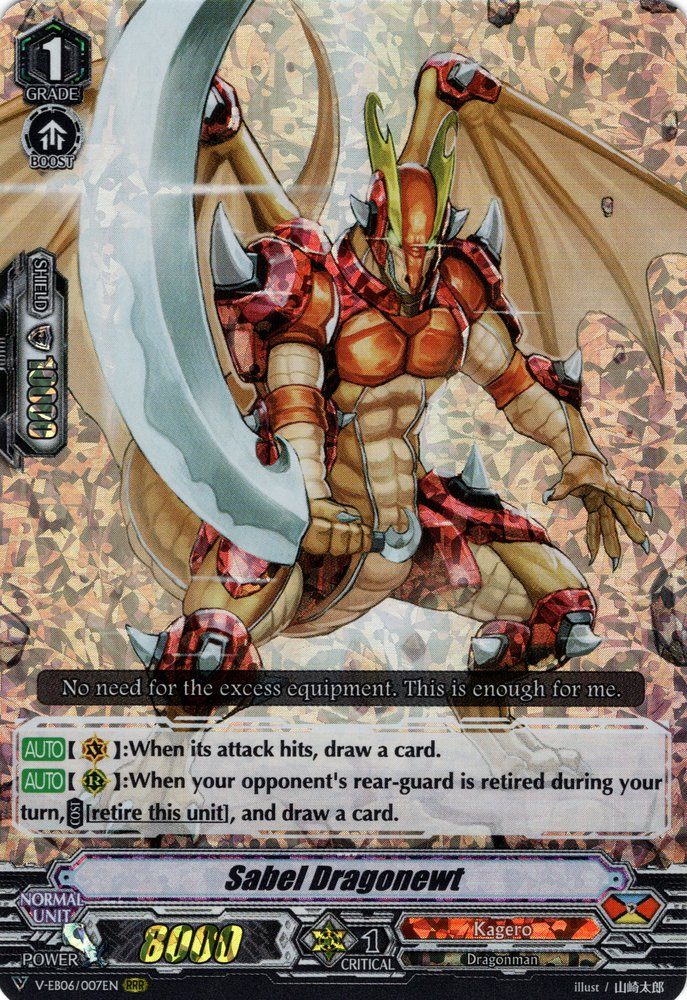 1
GRADE
BOOST
SHIELD
10000
No need for the excess equipment. This is enough for me.
AUTO【 V 】:When its attack hits, draw a card.
AUTO【 R 】:When your opponent's rear-guard is retired during your
turn, COST [retire this unit], and draw a card.
Sabel Dragonewt
NORMAL
UNIT
POWER
8000
1
CRITICAL
Kagero
Dragonman
V-EB06/007EN RRR
illust / 山崎太郎